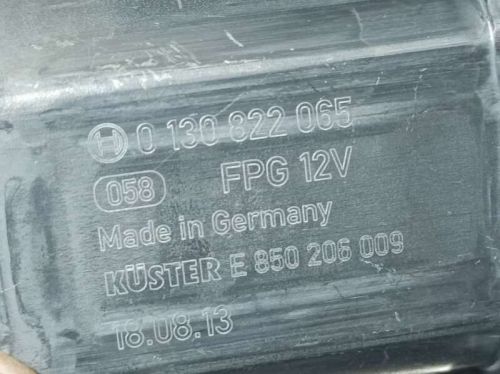 0 130 822 065
058 FPG 12V
Made in Germany
KÜSTER E 850 206 009
18.08.13